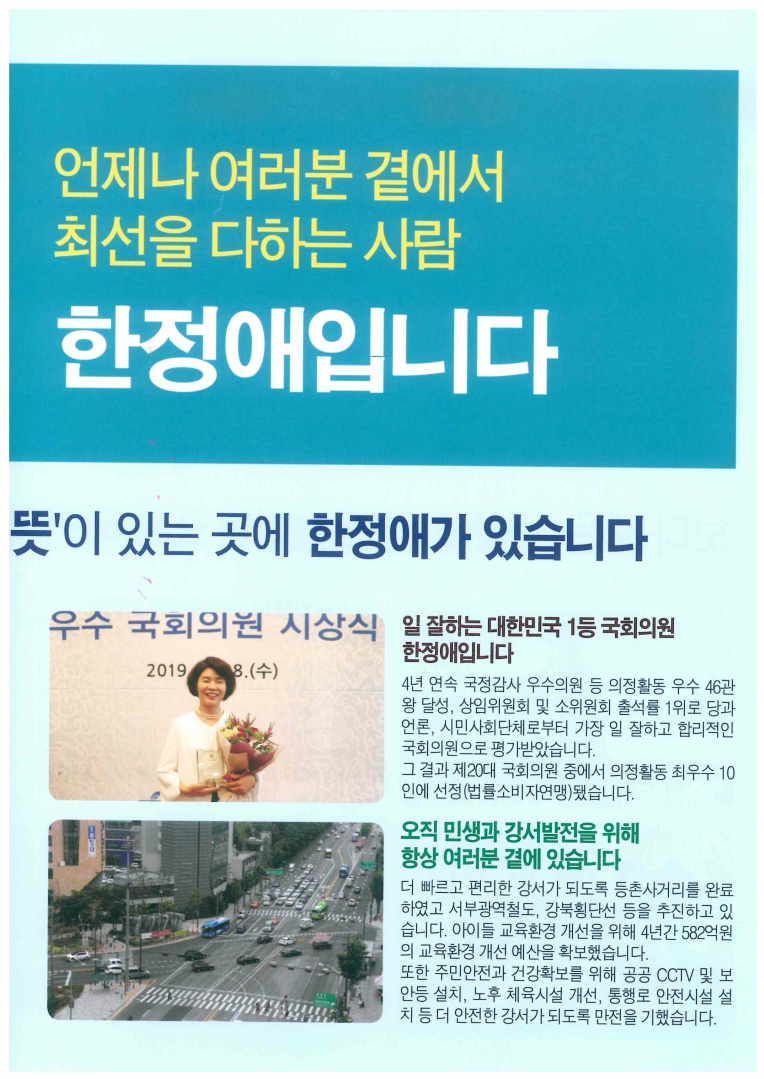 언제나 여러분 곁에서
최선을 다하는 사람
한정애입니다
뜻'이 있는 곳에 한정애가 있습니다
우수 국회의원 시상식
2019 8.(수)
일 잘하는 대한민국 1등 국회의원
한정애입니다
4년 연속 국정감사 우수의원 등 의정활동 우수 46관
왕 달성, 상임위원회 및 소위원회 출석률 1위로 당과
언론, 시민사회단체로부터 가장 일 잘하고 합리적인
국회의원으로 평가받았습니다.
그 결과 제20대 국회의원 중에서 의정활동 최우수 10
인에 선정(법률소비자연맹)됐습니다.
오직 민생과 강서발전을 위해
항상 여러분 곁에 있습니다
더 빠르고 편리한 강서가 되도록 등촌사거리를 완료
하였고 서부광역철도, 강북횡단선 등을 추진하고 있
습니다. 아이들 교육환경 개선을 위해 4년간 582억원
의 교육환경 개선 예산을 확보했습니다.
또한 주민안전과 건강확보를 위해 공공 CCTV 및 보
안등 설치, 노후 체육시설 개선, 통행로 안전시설 설
치 등 더 안전한 강서가 되도록 만전을 기했습니다.